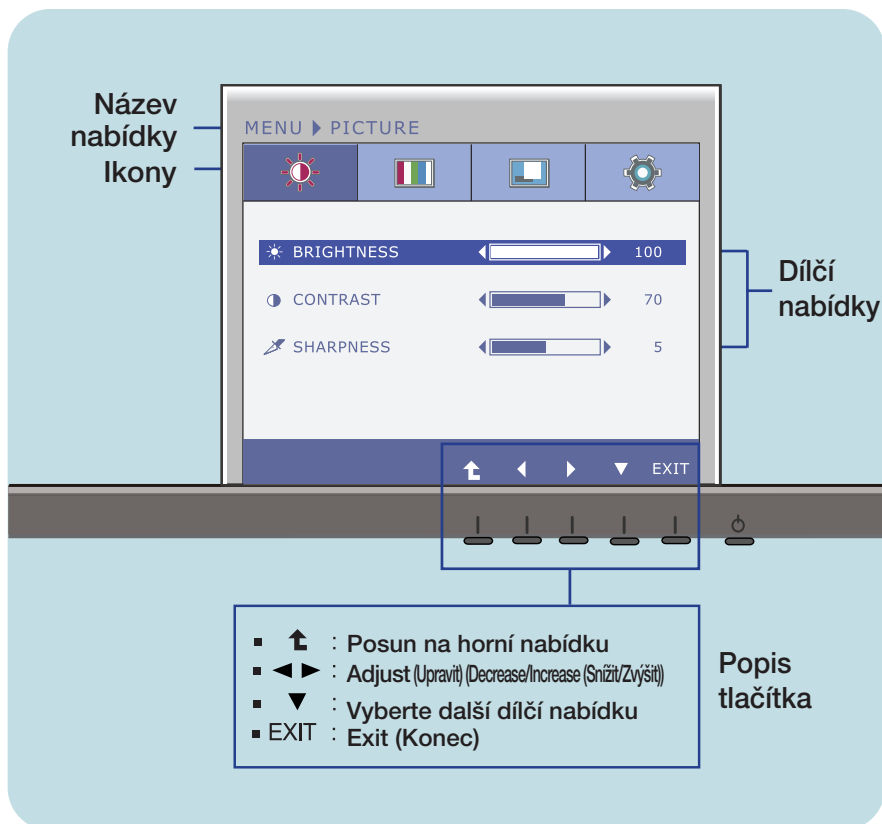 Název
nabídky
Ikony
MENU PICTURE
BRIGHTNESS 100
CONTRAST 70
SHARPNESS 5
Dílčí
nabídky
EXIT
: Posun na horní nabídku
: Adjust (Upravit) (Decrease/Increase (Snížit/Zvýšit))
: Vyberte další dílčí nabídku
EXIT : Exit (Konec)
Popis
tlačítka